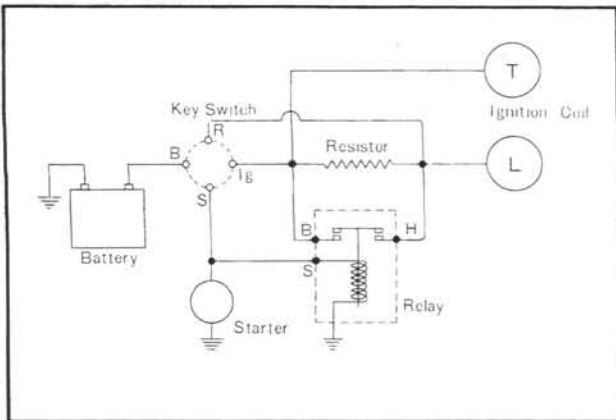 T
Ignition Coil
Key Switch
R
Resistor
B
Ig
L
S
B
H
S
Battery
Relay
Starter